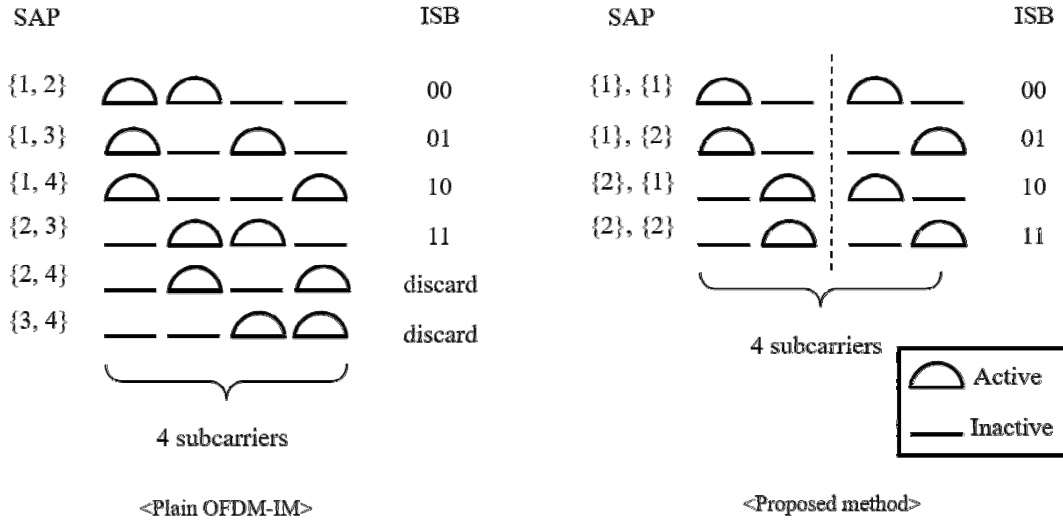 SAP ISB
{1, 2} 00
{1, 3} 01
{1, 4} 10
{2, 3} 11
{2, 4} discard
{3, 4} discard
4 subcarriers
<Plain OFDM-IM>
SAP ISB
{1}, {1} 00
{1}, {2} 01
{2}, {1} 10
{2}, {2} 11
4 subcarriers
Active
Inactive
<Proposed method>